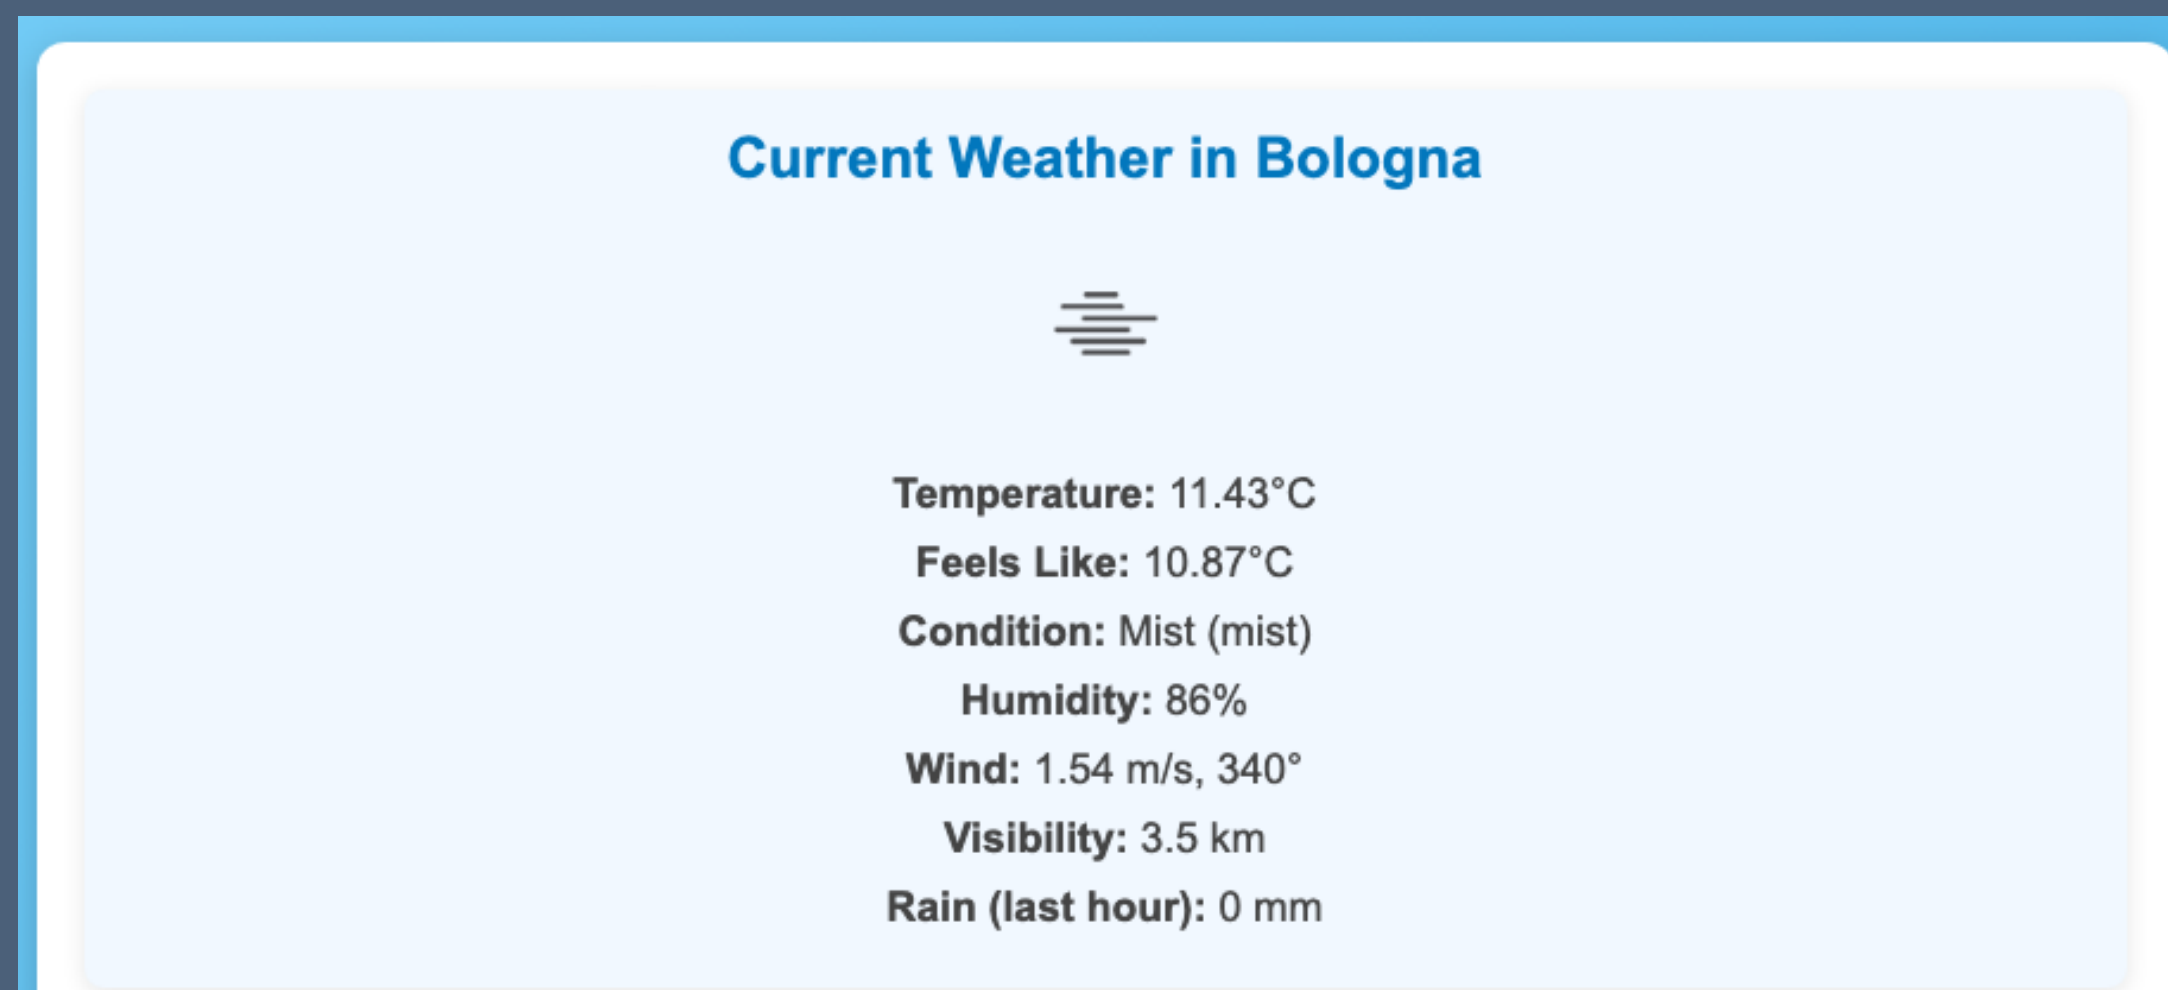 Current Weather in Bologna
Temperature: 11.43°C
Feels Like: 10.87°C
Condition: Mist (mist)
Humidity: 86%
Wind: 1.54 m/s, 340°
Visibility: 3.5 km
Rain (last hour): 0 mm